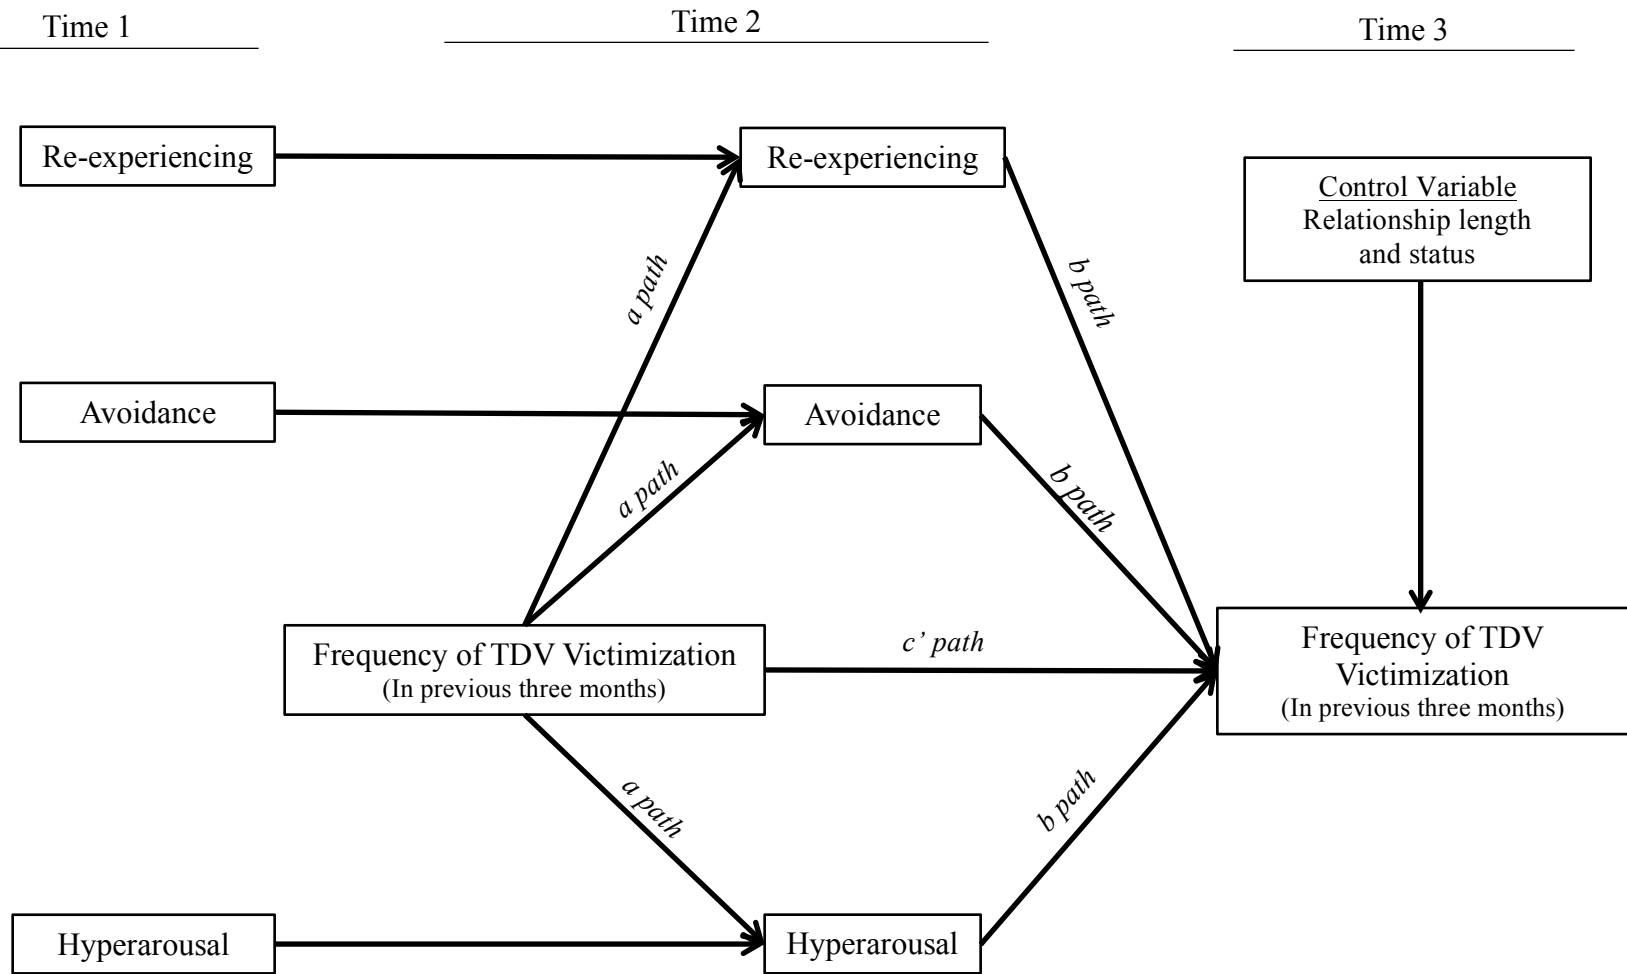 Time 1
Time 2
Time 3
Re-experiencing
Re-experiencing
Control Variable
Relationship length
and status
a path
b path
Avoidance
Avoidance
a path
b path
Frequency of TDV Victimization
(In previous three months)
c’ path
Frequency of TDV
Victimization
(In previous three months)
a path
b path
Hyperarousal
Hyperarousal